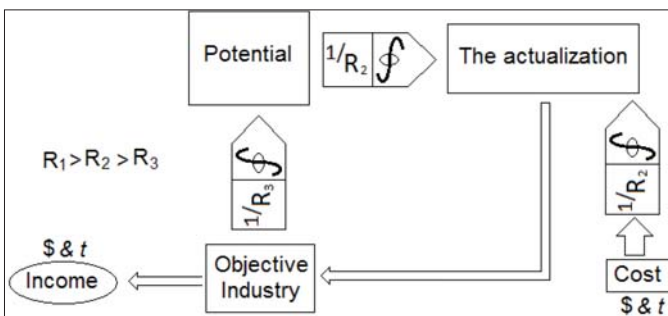 Potential
1/R2
The actualization
R1>R2>R3
1/R3
1/R2
$ & t
Income
Objective
Industry
Cost
$ & t